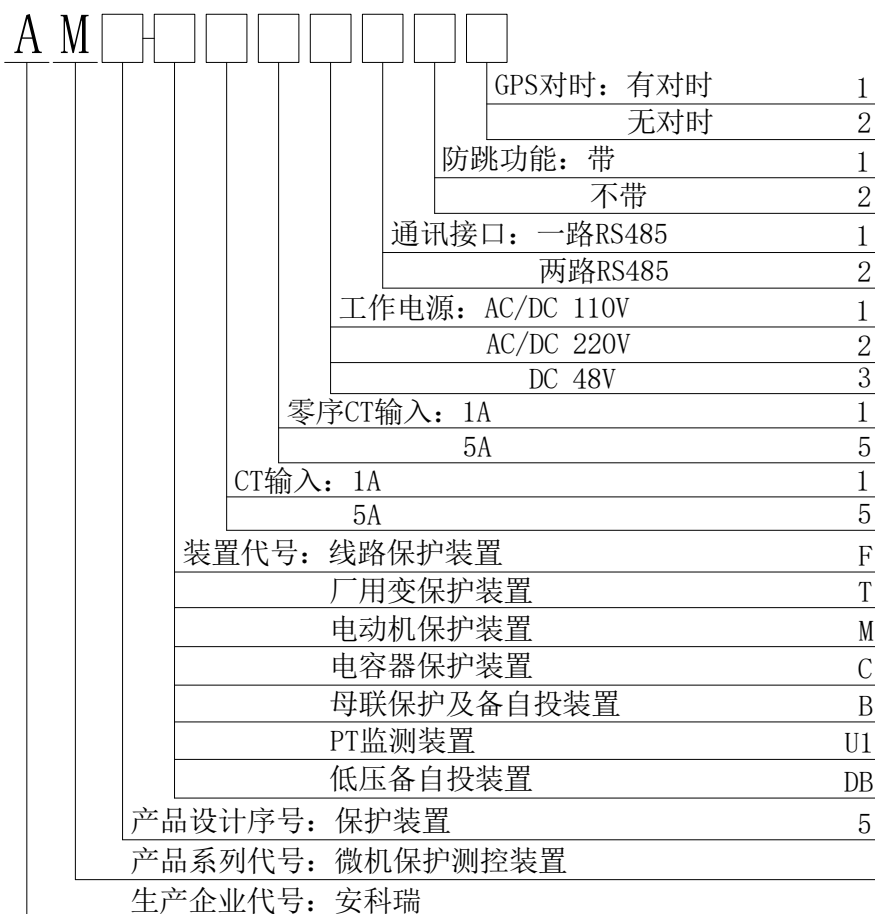 AM□-□□□□□□□
GPS对时：有对时 1
无对时 2
防跳功能：带 1
不带 2
通讯接口：一路RS485 1
两路RS485 2
工作电源：AC/DC 110V 1
AC/DC 220V 2
DC 48V 3
零序CT输入：1A 1
5A 5
CT输入：1A 1
5A 5
装置代号：线路保护装置 F
厂用变保护装置 T
电动机保护装置 M
电容器保护装置 C
母联保护及备自投装置 B
PT监测装置 U1
低压备自投装置 DB
产品设计序号：保护装置 5
产品系列代号：微机保护测控装置
生产企业代号：安科瑞